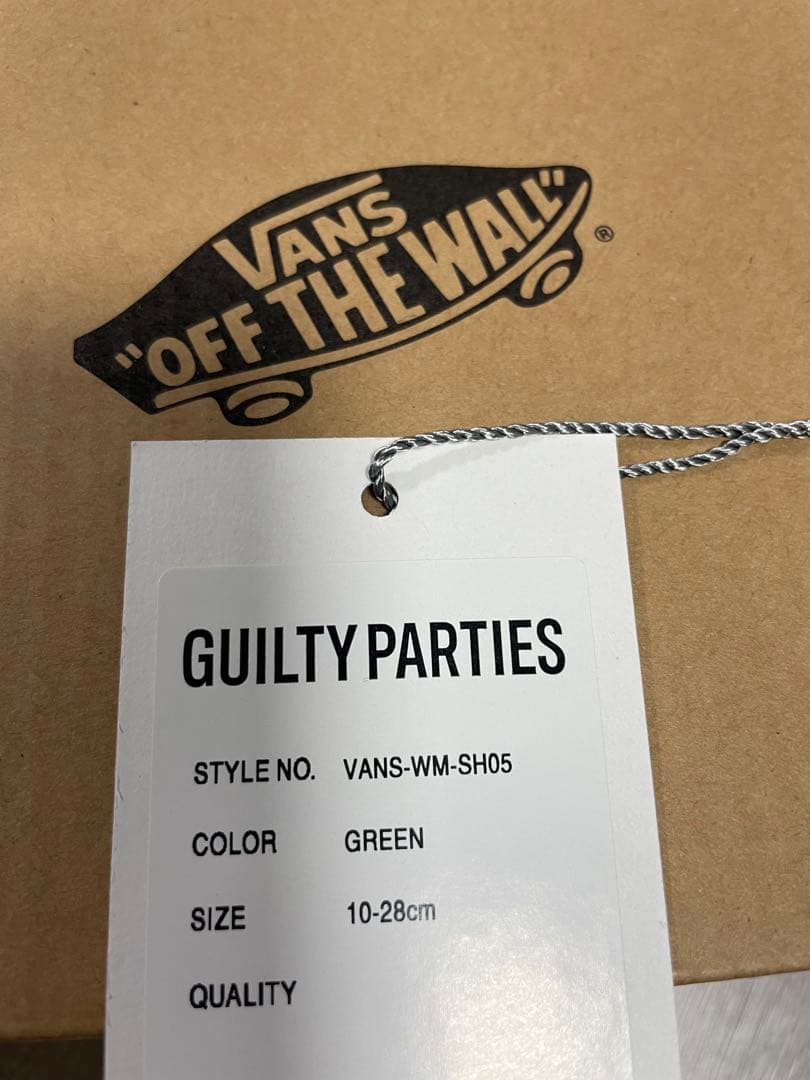 VANS
"OFF THE WALL"
®
GUILTY PARTIES
STYLE NO. VANS-WM-SH05
COLOR GREEN
SIZE 10-28cm
QUALITY